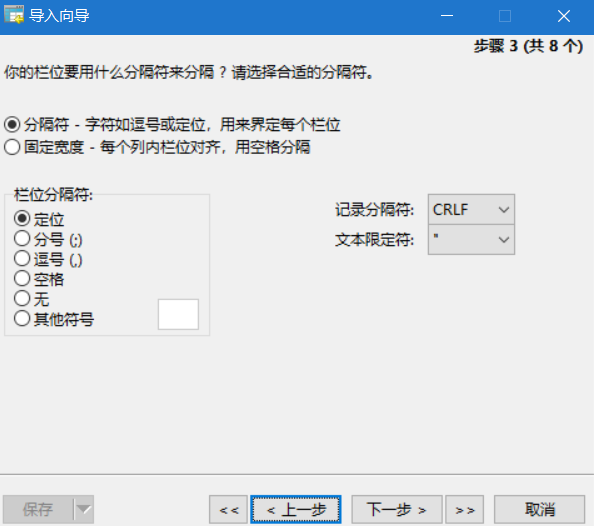 导入向导
步骤 3 (共 8 个)
你的栏位要用什么分隔符来分隔？请选择合适的分隔符。
分隔符 - 字符如逗号或定位，用来界定每个栏位
固定宽度 - 每个列内栏位对齐，用空格分隔
栏位分隔符:
定位
分号 (;)
逗号 (,)
空格
无
其他符号
记录分隔符: CRLF
文本限定符: "
保存 << < 上一步 下一步 > >> 取消